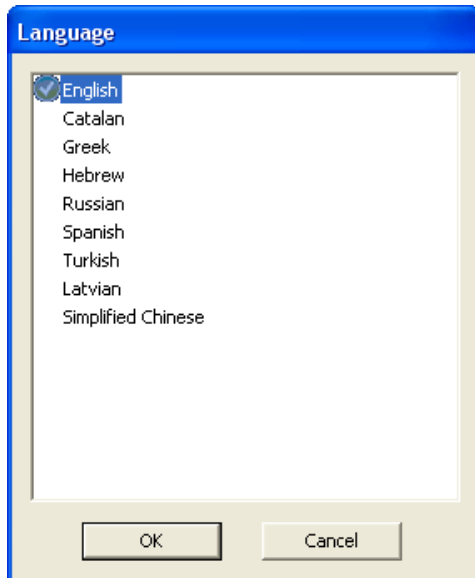 Language
English
Catalan
Greek
Hebrew
Russian
Spanish
Turkish
Latvian
Simplified Chinese
OK
Cancel